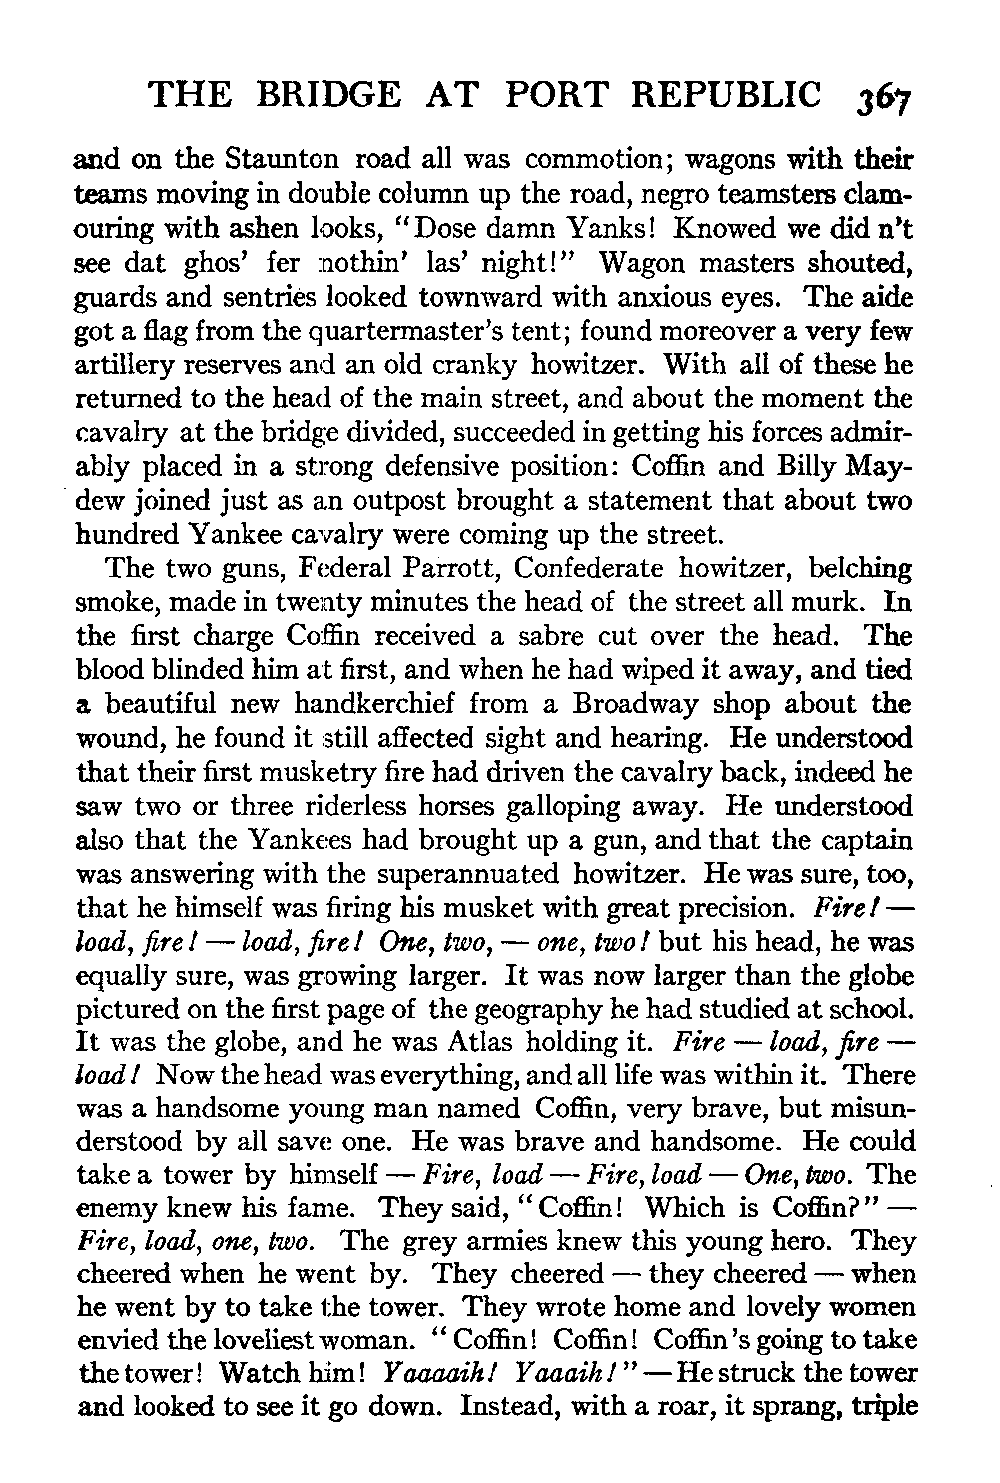 THE BRIDGE AT PORT REPUBLIC 367
and on the Staunton road all was commotion; wagons with their
teams moving in double column up the road, negro teamsters clam-
ouring with ashen looks, "Dose damn Yanks! Knowed we did n't
see dat ghos' fer nothin' las' night!" Wagon masters shouted,
guards and sentries looked townward with anxious eyes. The aide
got a flag from the quartermaster's tent; found moreover a very few
artillery reserves and an old cranky howitzer. With all of these he
returned to the head of the main street, and about the moment the
cavalry at the bridge divided, succeeded in getting his forces admir-
ably placed in a strong defensive position: Coffin and Billy May-
dew joined just as an outpost brought a statement that about two
hundred Yankee cavalry were coming up the street.
The two guns, Federal Parrott, Confederate howitzer, belching
smoke, made in twenty minutes the head of the street all murk. In
the first charge Coffin received a sabre cut over the head. The
blood blinded him at first, and when he had wiped it away, and tied
a beautiful new handkerchief from a Broadway shop about the
wound, he found it still affected sight and hearing. He understood
that their first musketry fire had driven the cavalry back, indeed he
saw two or three riderless horses galloping away. He understood
also that the Yankees had brought up a gun, and that the captain
was answering with the superannuated howitzer. He was sure, too,
that he himself was firing his musket with great precision. Fire! —
load, fire! — load, fire! One, two, — one, two! but his head, he was
equally sure, was growing larger. It was now larger than the globe
pictured on the first page of the geography he had studied at school.
It was the globe, and he was Atlas holding it. Fire — load, fire —
load! Now the head was everything, and all life was within it. There
was a handsome young man named Coffin, very brave, but misun-
derstood by all save one. He was brave and handsome. He could
take a tower by himself — Fire, load — Fire, load — One, two. The
enemy knew his fame. They said, "Coffin! Which is Coffin?" —
Fire, load, one, two. The grey armies knew this young hero. They
cheered when he went by. They cheered — they cheered — when
he went by to take the tower. They wrote home and lovely women
envied the loveliest woman. "Coffin! Coffin! Coffin 's going to take
the tower! Watch him! Yaaaaih! Yaaaih!" — He struck the tower
and looked to see it go down. Instead, with a roar, it sprang, triple